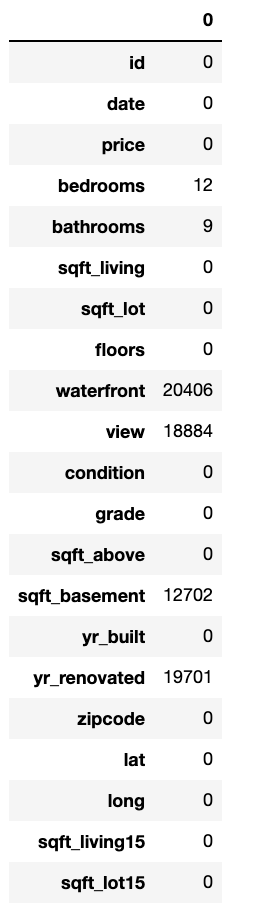 0
id 0
date 0
price 0
bedrooms 12
bathrooms 9
sqft_living 0
sqft_lot 0
floors 0
waterfront 20406
view 18884
condition 0
grade 0
sqft_above 0
sqft_basement 12702
yr_built 0
yr_renovated 19701
zipcode 0
lat 0
long 0
sqft_living15 0
sqft_lot15 0